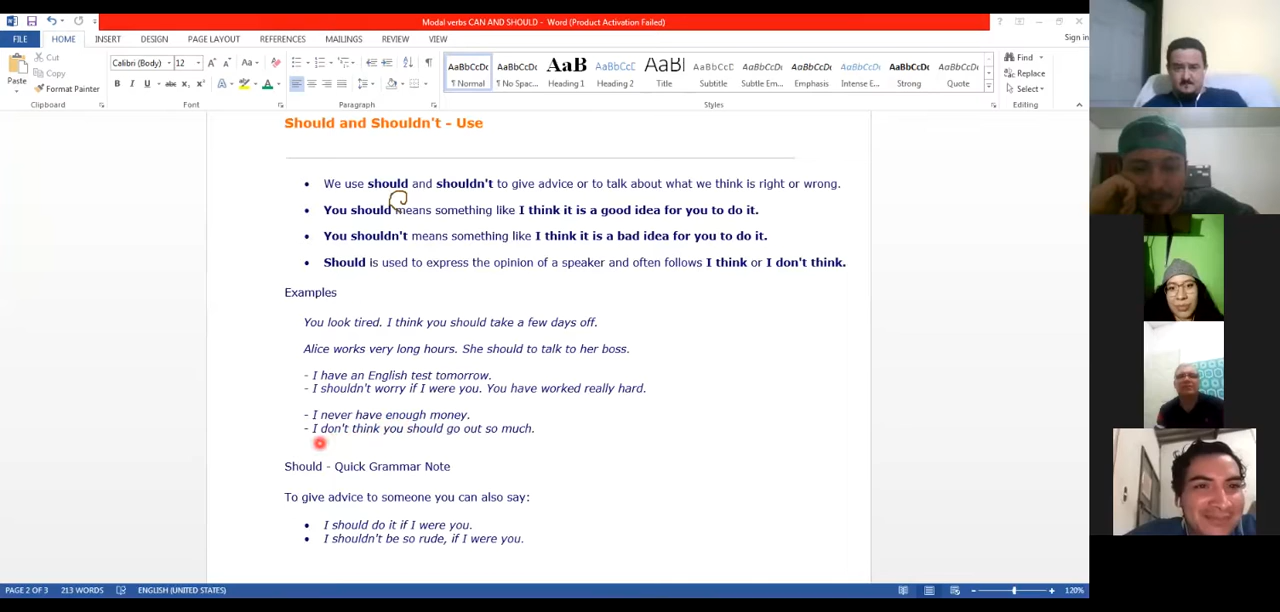 Modal verbs CAN AND SHOULD - Word (Product Activation Failed)
FILE HOME INSERT DESIGN PAGE LAYOUT REFERENCES MAILINGS REVIEW VIEW Sign in
Cut
Copy
Format Painter
Paste
Clipboard
Calibri (Body) 12
Font
Paragraph
AaBbCcDc AaBbCcDc AaB AaBbCcD AaBl AaBbCcD AaBbCcDc AaBbCcDc AaBbCcDc AaBbCcDc AaBbCcDc
¶ Normal ¶ No Spac... Heading 1 Heading 2 Title Subtitle Subtle Em... Emphasis Intense E... Strong Quote
Styles
Find
Replace
Select
Editing
Should and Shouldn't - Use
• We use should and shouldn't to give advice or to talk about what we think is right or wrong.
• You should means something like I think it is a good idea for you to do it.
• You shouldn't means something like I think it is a bad idea for you to do it.
• Should is used to express the opinion of a speaker and often follows I think or I don't think.
Examples
You look tired. I think you should take a few days off.
Alice works very long hours. She should to talk to her boss.
- I have an English test tomorrow.
- I shouldn't worry if I were you. You have worked really hard.
- I never have enough money.
- I don't think you should go out so much.
Should - Quick Grammar Note
To give advice to someone you can also say:
• I should do it if I were you.
• I shouldn't be so rude, if I were you.
PAGE 2 OF 3 213 WORDS ENGLISH (UNITED STATES) 120%